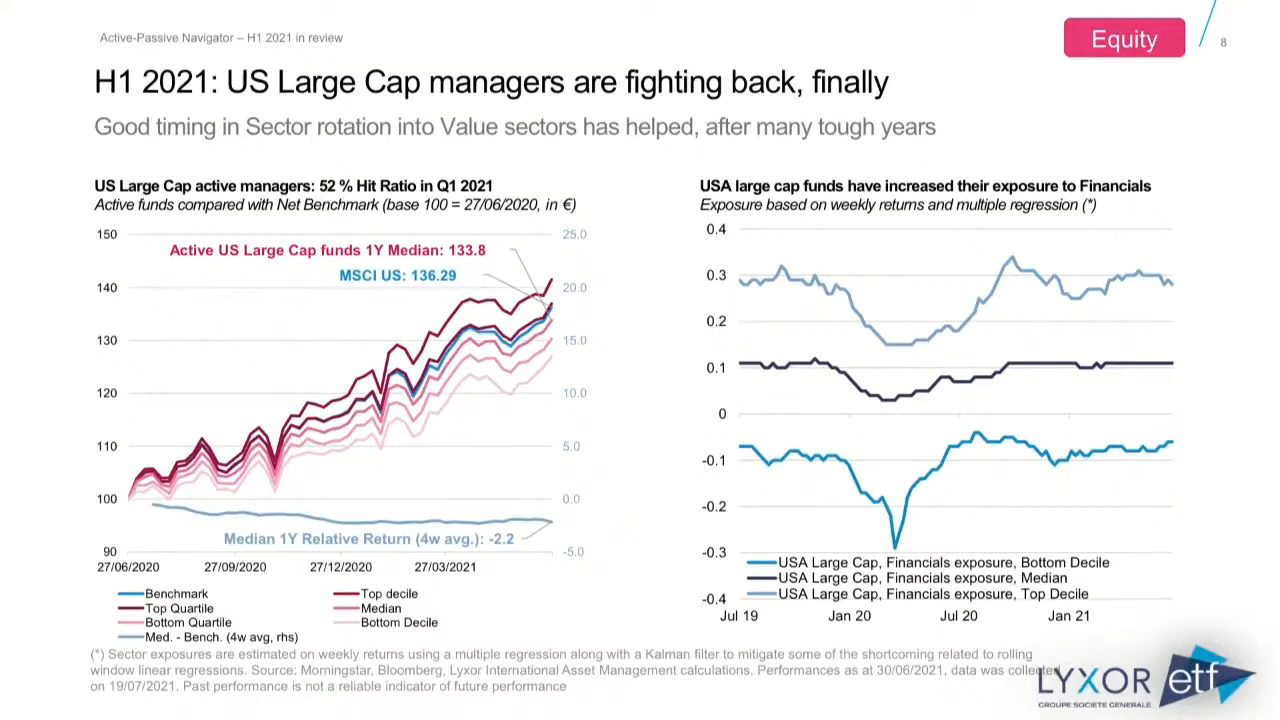 Active-Passive Navigator – H1 2021 in review
Equity
8
H1 2021: US Large Cap managers are fighting back, finally
Good timing in Sector rotation into Value sectors has helped, after many tough years
US Large Cap active managers: 52 % Hit Ratio in Q1 2021
Active funds compared with Net Benchmark (base 100 = 27/06/2020, in €)
150
140
130
120
110
100
90
25.0
20.0
15.0
10.0
5.0
0.0
-5.0
Active US Large Cap funds 1Y Median: 133.8
MSCI US: 136.29
Median 1Y Relative Return (4w avg.): -2.2
27/06/2020 27/09/2020 27/12/2020 27/03/2021
Benchmark Top decile
Top Quartile Median
Bottom Quartile Bottom Decile
Med. - Bench. (4w avg, rhs)
USA large cap funds have increased their exposure to Financials
Exposure based on weekly returns and multiple regression (*)
0.4
0.3
0.2
0.1
0
-0.1
-0.2
-0.3
-0.4
USA Large Cap, Financials exposure, Bottom Decile
USA Large Cap, Financials exposure, Median
USA Large Cap, Financials exposure, Top Decile
Jul 19 Jan 20 Jul 20 Jan 21
(*) Sector exposures are estimated on weekly returns using a multiple regression along with a Kalman filter to mitigate some of the shortcoming related to rolling
window linear regressions. Source: Morningstar, Bloomberg, Lyxor International Asset Management calculations. Performances as at 30/06/2021, data was collected
on 19/07/2021. Past performance is not a reliable indicator of future performance
LYXOR etf
GROUPE SOCIETE GENERALE